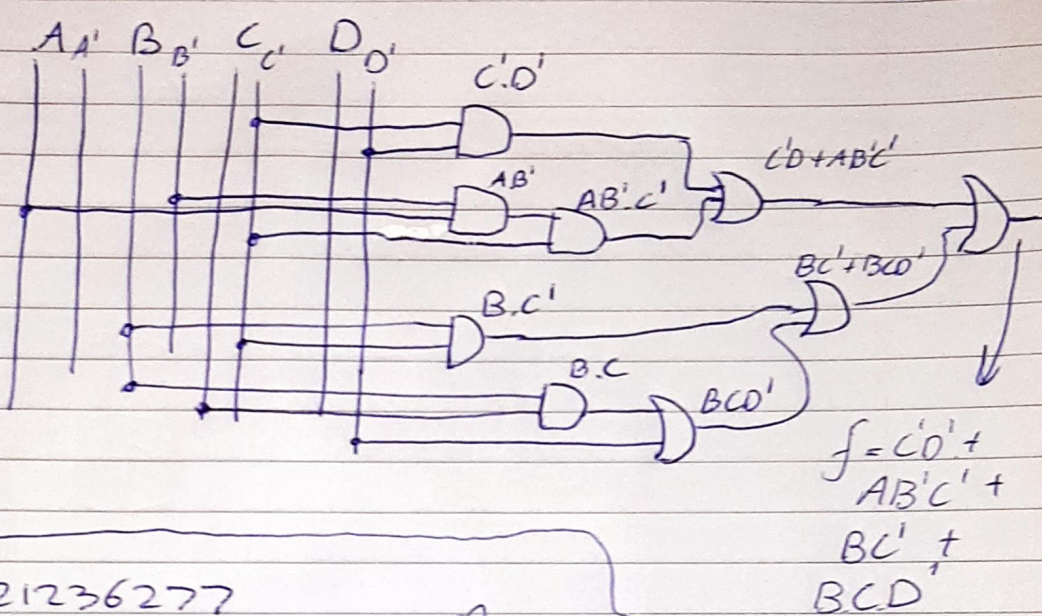 A A' B B' C C' D D'
C'.D'
C'D+AB'C'
AB'
AB'.C'
BC'+BCD'
B.C'
B.C
BCD'
f=C'D'+
AB'C'+
BC' +
BCD'
21236277